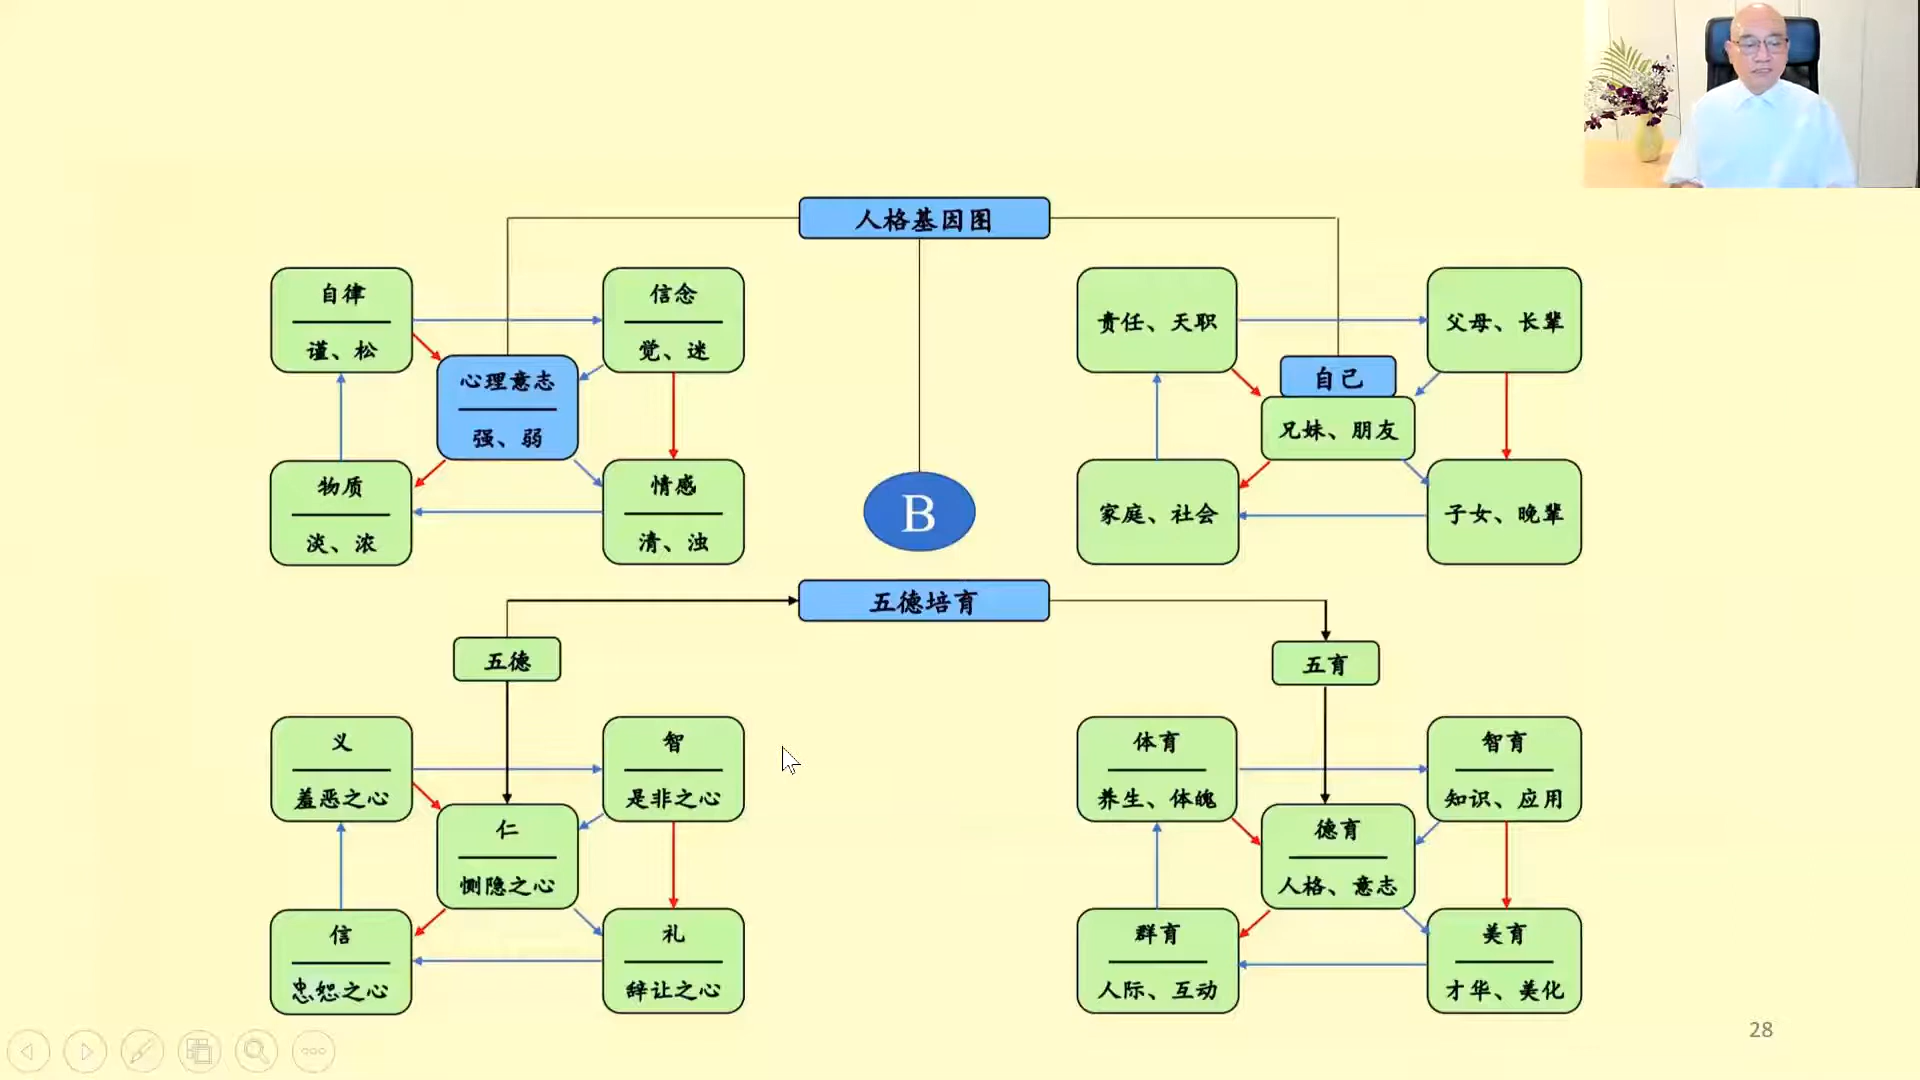 人格基因图
自律
谨、松
信念
觉、迷
心理意志
强、弱
物质
淡、浓
情感
清、浊
责任、天职
父母、长辈
自己
兄妹、朋友
家庭、社会
子女、晚辈
B
五德培育
五德
五育
义
羞恶之心
智
是非之心
仁
恻隐之心
信
忠恕之心
礼
辞让之心
体育
养生、体魄
智育
知识、应用
德育
人格、意志
群育
人际、互动
美育
才华、美化
28